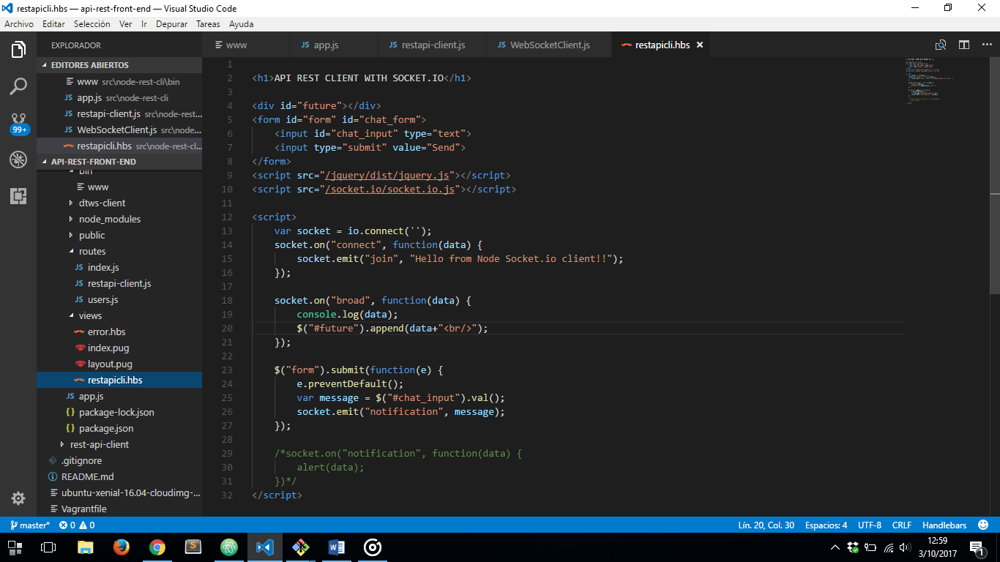 restapicli.hbs — api-rest-front-end — Visual Studio Code
Archivo Editar Selección Ver Ir Depurar Tareas Ayuda
EXPLORADOR
EDITORES ABIERTOS
www src\node-rest-cli\bin
JS app.js src\node-rest-cli
JS restapi-client.js src\node-rest...
JS WebSocketClient.js src\node...
restapicli.hbs src\node-rest-cl...
99+
API-REST-FRONT-END
bin
www
dtws-client
node_modules
public
routes
JS index.js
JS restapi-client.js
JS users.js
views
error.hbs
index.pug
layout.pug
restapicli.hbs
JS app.js
{} package-lock.json
{} package.json
rest-api-client
.gitignore
README.md
ubuntu-xenial-16.04-cloudimg-...
Vagrantfile
www JS app.js JS restapi-client.js JS WebSocketClient.js restapicli.hbs
1
2 <h1>API REST CLIENT WITH SOCKET.IO</h1>
3
4 <div id="future"></div>
5 <form id="form" id="chat_form">
6 <input id="chat_input" type="text">
7 <input type="submit" value="Send">
8 </form>
9 <script src="/jquery/dist/jquery.js"></script>
10 <script src="/socket.io/socket.io.js"></script>
11
12 <script>
13 var socket = io.connect('');
14 socket.on("connect", function(data) {
15 socket.emit("join", "Hello from Node Socket.io client!!");
16 });
17
18 socket.on("broad", function(data) {
19 console.log(data);
20 $("#future").append(data+"<br/>");
21 });
22
23 $("form").submit(function(e) {
24 e.preventDefault();
25 var message = $("#chat_input").val();
26 socket.emit("notification", message);
27 });
28
29 /*socket.on("notification", function(data) {
30 alert(data);
31 })*/
32 </script>
master* 0 0 Lín. 20, Col. 30 Espacios: 4 UTF-8 CRLF Handlebars
12:59
3/10/2017
1